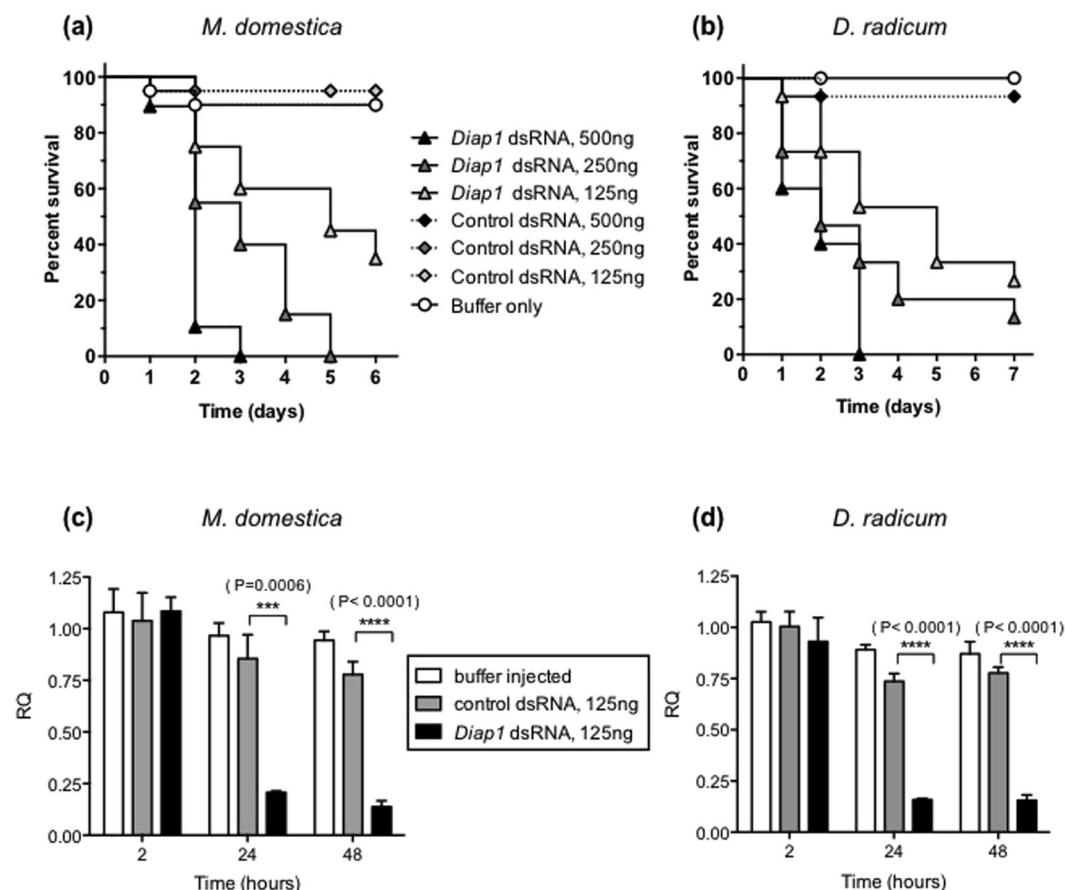 (a) M. domestica
Percent survival
100
80
60
40
20
0
0 1 2 3 4 5 6
Time (days)
Diap1 dsRNA, 500ng
Diap1 dsRNA, 250ng
Diap1 dsRNA, 125ng
Control dsRNA, 500ng
Control dsRNA, 250ng
Control dsRNA, 125ng
Buffer only
(b) D. radicum
Percent survival
100
80
60
40
20
0
0 1 2 3 4 5 6 7
Time (days)
(c) M. domestica
RQ
1.25
1.00
0.75
0.50
0.25
0.00
( P=0.0006)
***
( P< 0.0001)
****
2 24 48
Time (hours)
buffer injected
control dsRNA, 125ng
Diap1 dsRNA, 125ng
(d) D. radicum
RQ
1.25
1.00
0.75
0.50
0.25
0.00
( P< 0.0001) ( P< 0.0001)
**** ****
2 24 48
Time (hours)